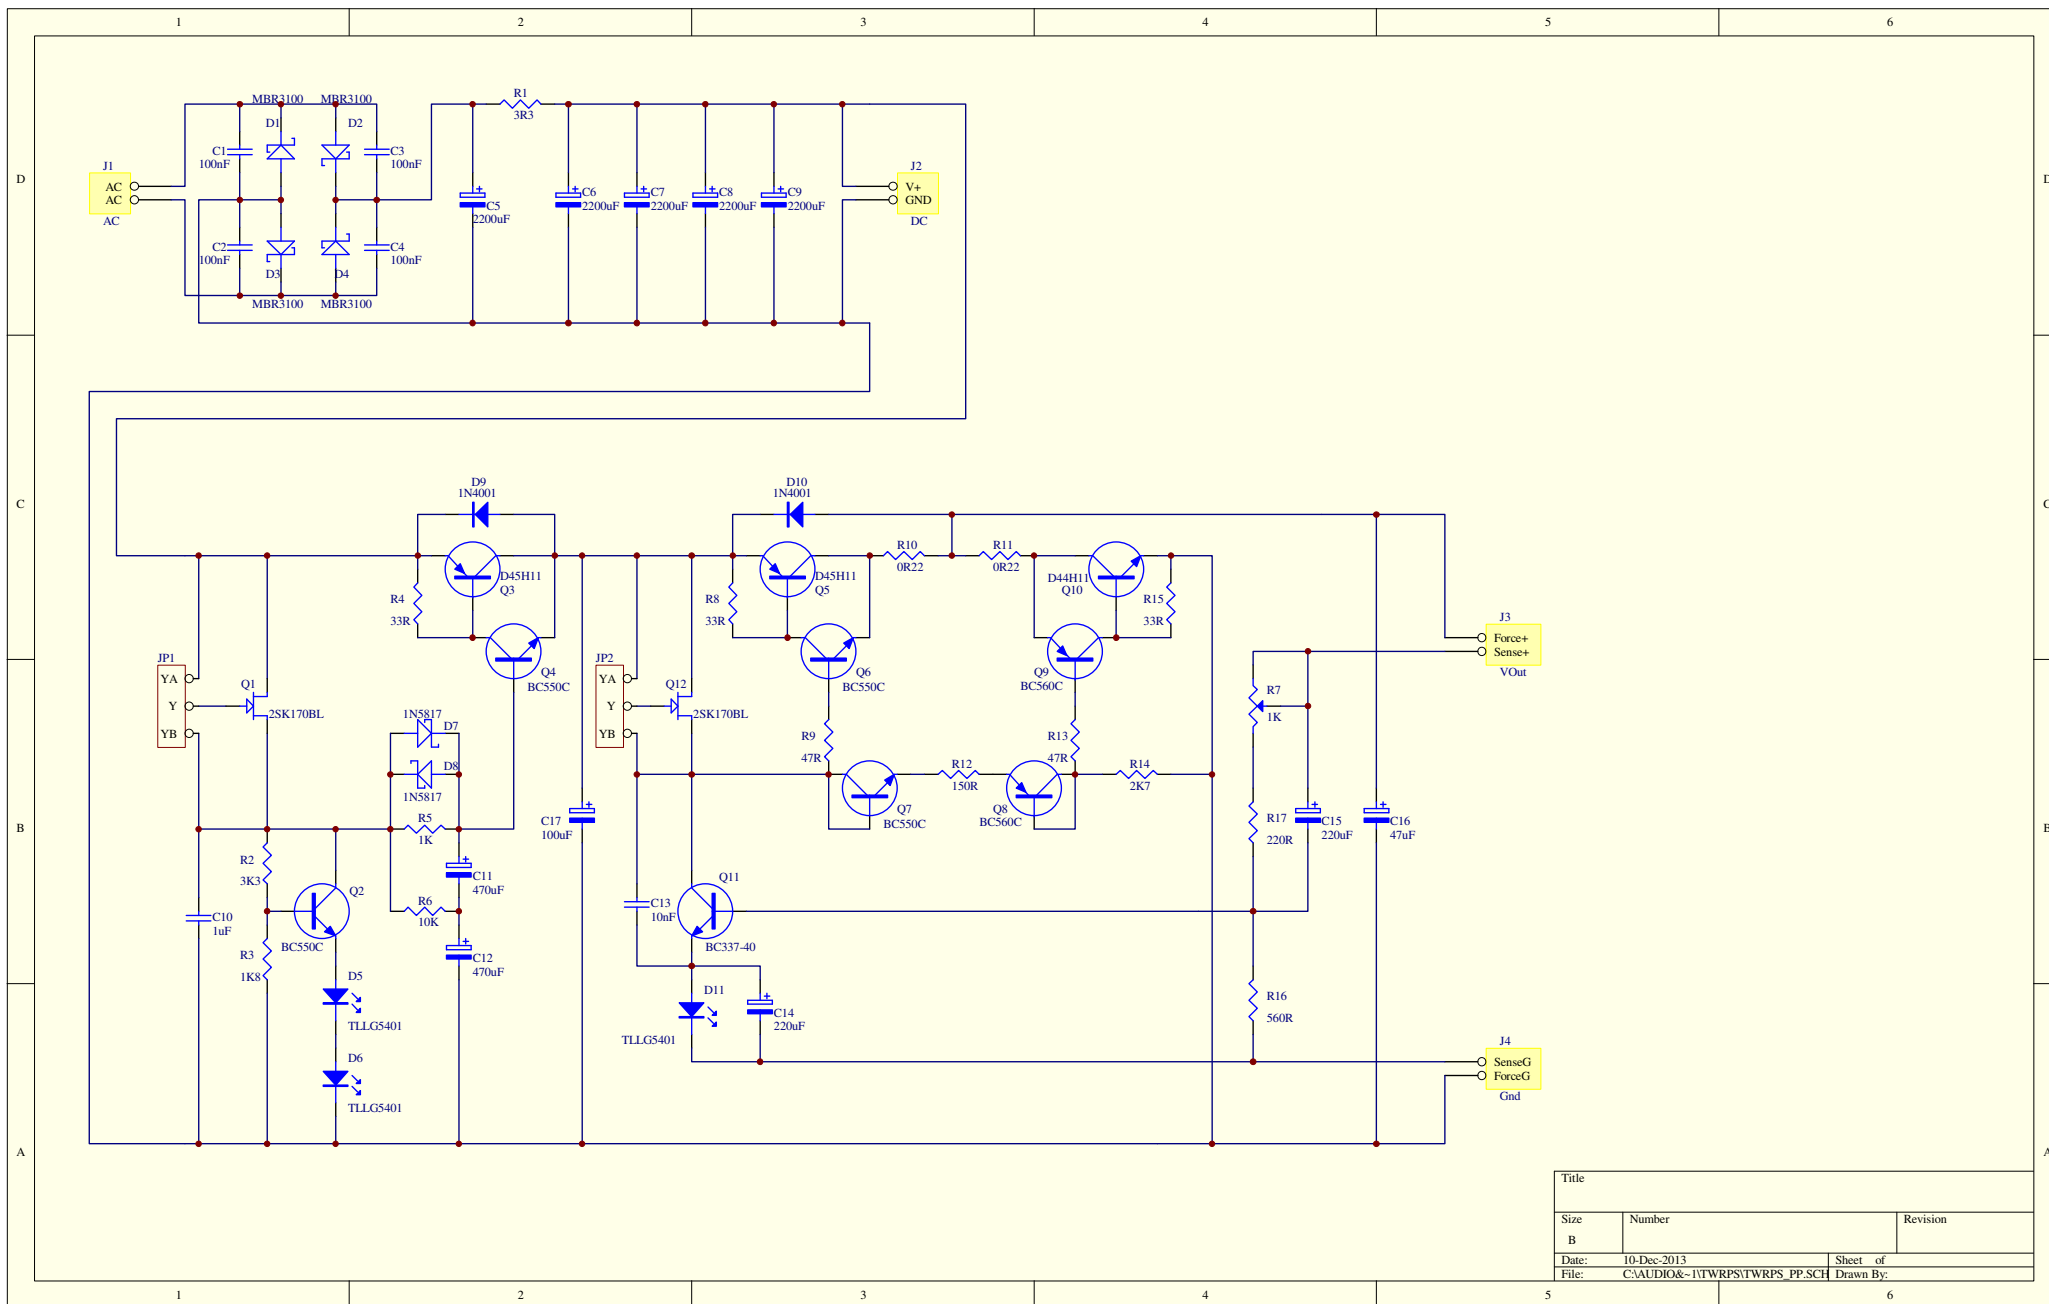 1 2 3 4 5 6
MBR3100 MBR3100
D1 D2
C1
100nF
C3
100nF
R1
3R3
J1
AC
AC
AC
D
D
C5
2200uF
C6
2200uF
C7
2200uF
C8
2200uF
C9
2200uF
J2
V+
GND
DC
C2
100nF
C4
100nF
D3 D4
MBR3100 MBR3100
C
C
D9
1N4001
D10
1N4001
D45H11
Q3
R4
33R
Q4
BC550C
D45H11
Q5
R8
33R
Q6
BC550C
R10
0R22
R11
0R22
D44H11
Q10
R15
33R
Q9
BC560C
J3
Force+
Sense+
VOut
JP1
YA
Y
YB
Q1
2SK170BL
1N5817
D7
D8
1N5817
JP2
YA
Y
YB
Q12
2SK170BL
R9
47R
R13
47R
R7
1K
R12
150R
R14
2K7
Q7
BC550C
Q8
BC560C
B
B
R5
1K
C17
100uF
R17
220R
C15
220uF
C16
47uF
R2
3K3
Q2
BC550C
C11
470uF
R6
10K
C10
1uF
R3
1K8
C12
470uF
C13
10nF
Q11
BC337-40
D5
TLLG5401
D6
TLLG5401
D11
TLLG5401
C14
220uF
R16
560R
J4
SenseG
ForceG
Gnd
A
A
Title
Size Number Revision
B
Date: 10-Dec-2013 Sheet of
File: C:\AUDIO&~1\TWRPS\TWRPS_PP.SCH Drawn By:
1 2 3 4 5 6